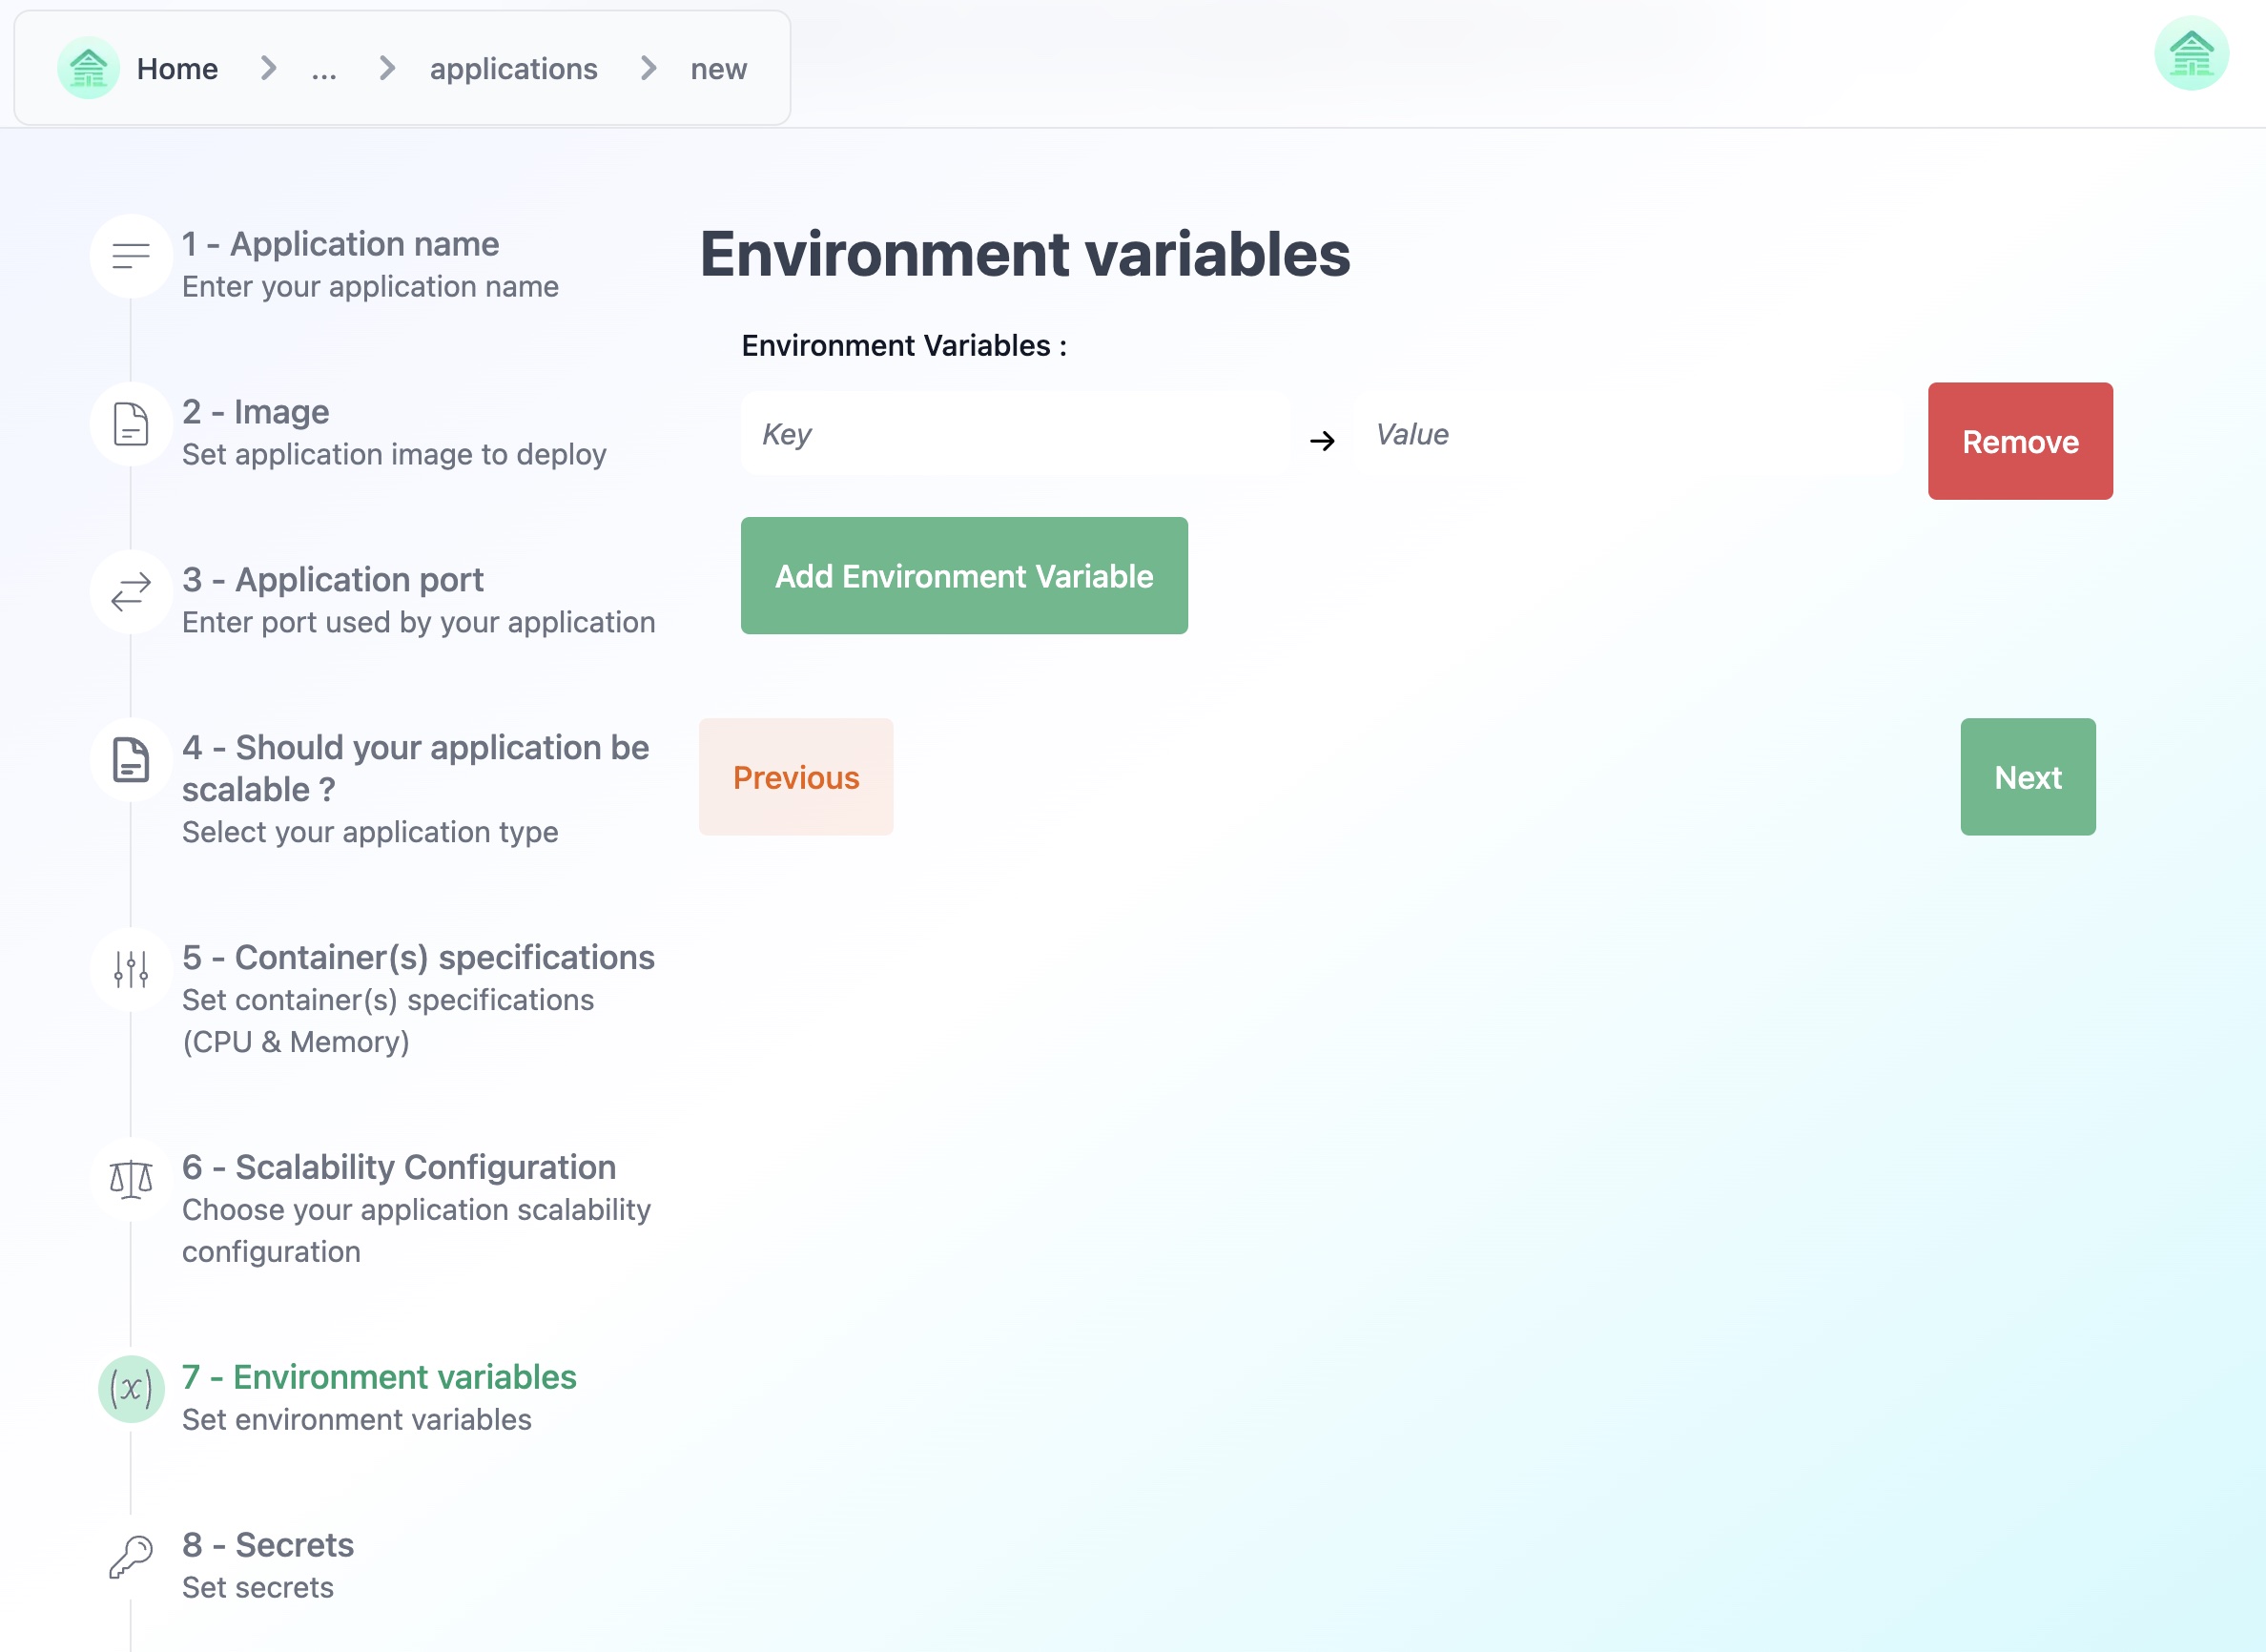 Home
...
applications
new
1 - Application name
Enter your application name
2 - Image
Set application image to deploy
3 - Application port
Enter port used by your application
4 - Should your application be
scalable ?
Select your application type
5 - Container(s) specifications
Set container(s) specifications
(CPU & Memory)
6 - Scalability Configuration
Choose your application scalability
configuration
(x)
7 - Environment variables
Set environment variables
8 - Secrets
Set secrets
Environment variables
Environment Variables :
Key
→
Value
Remove
Add Environment Variable
Previous
Next